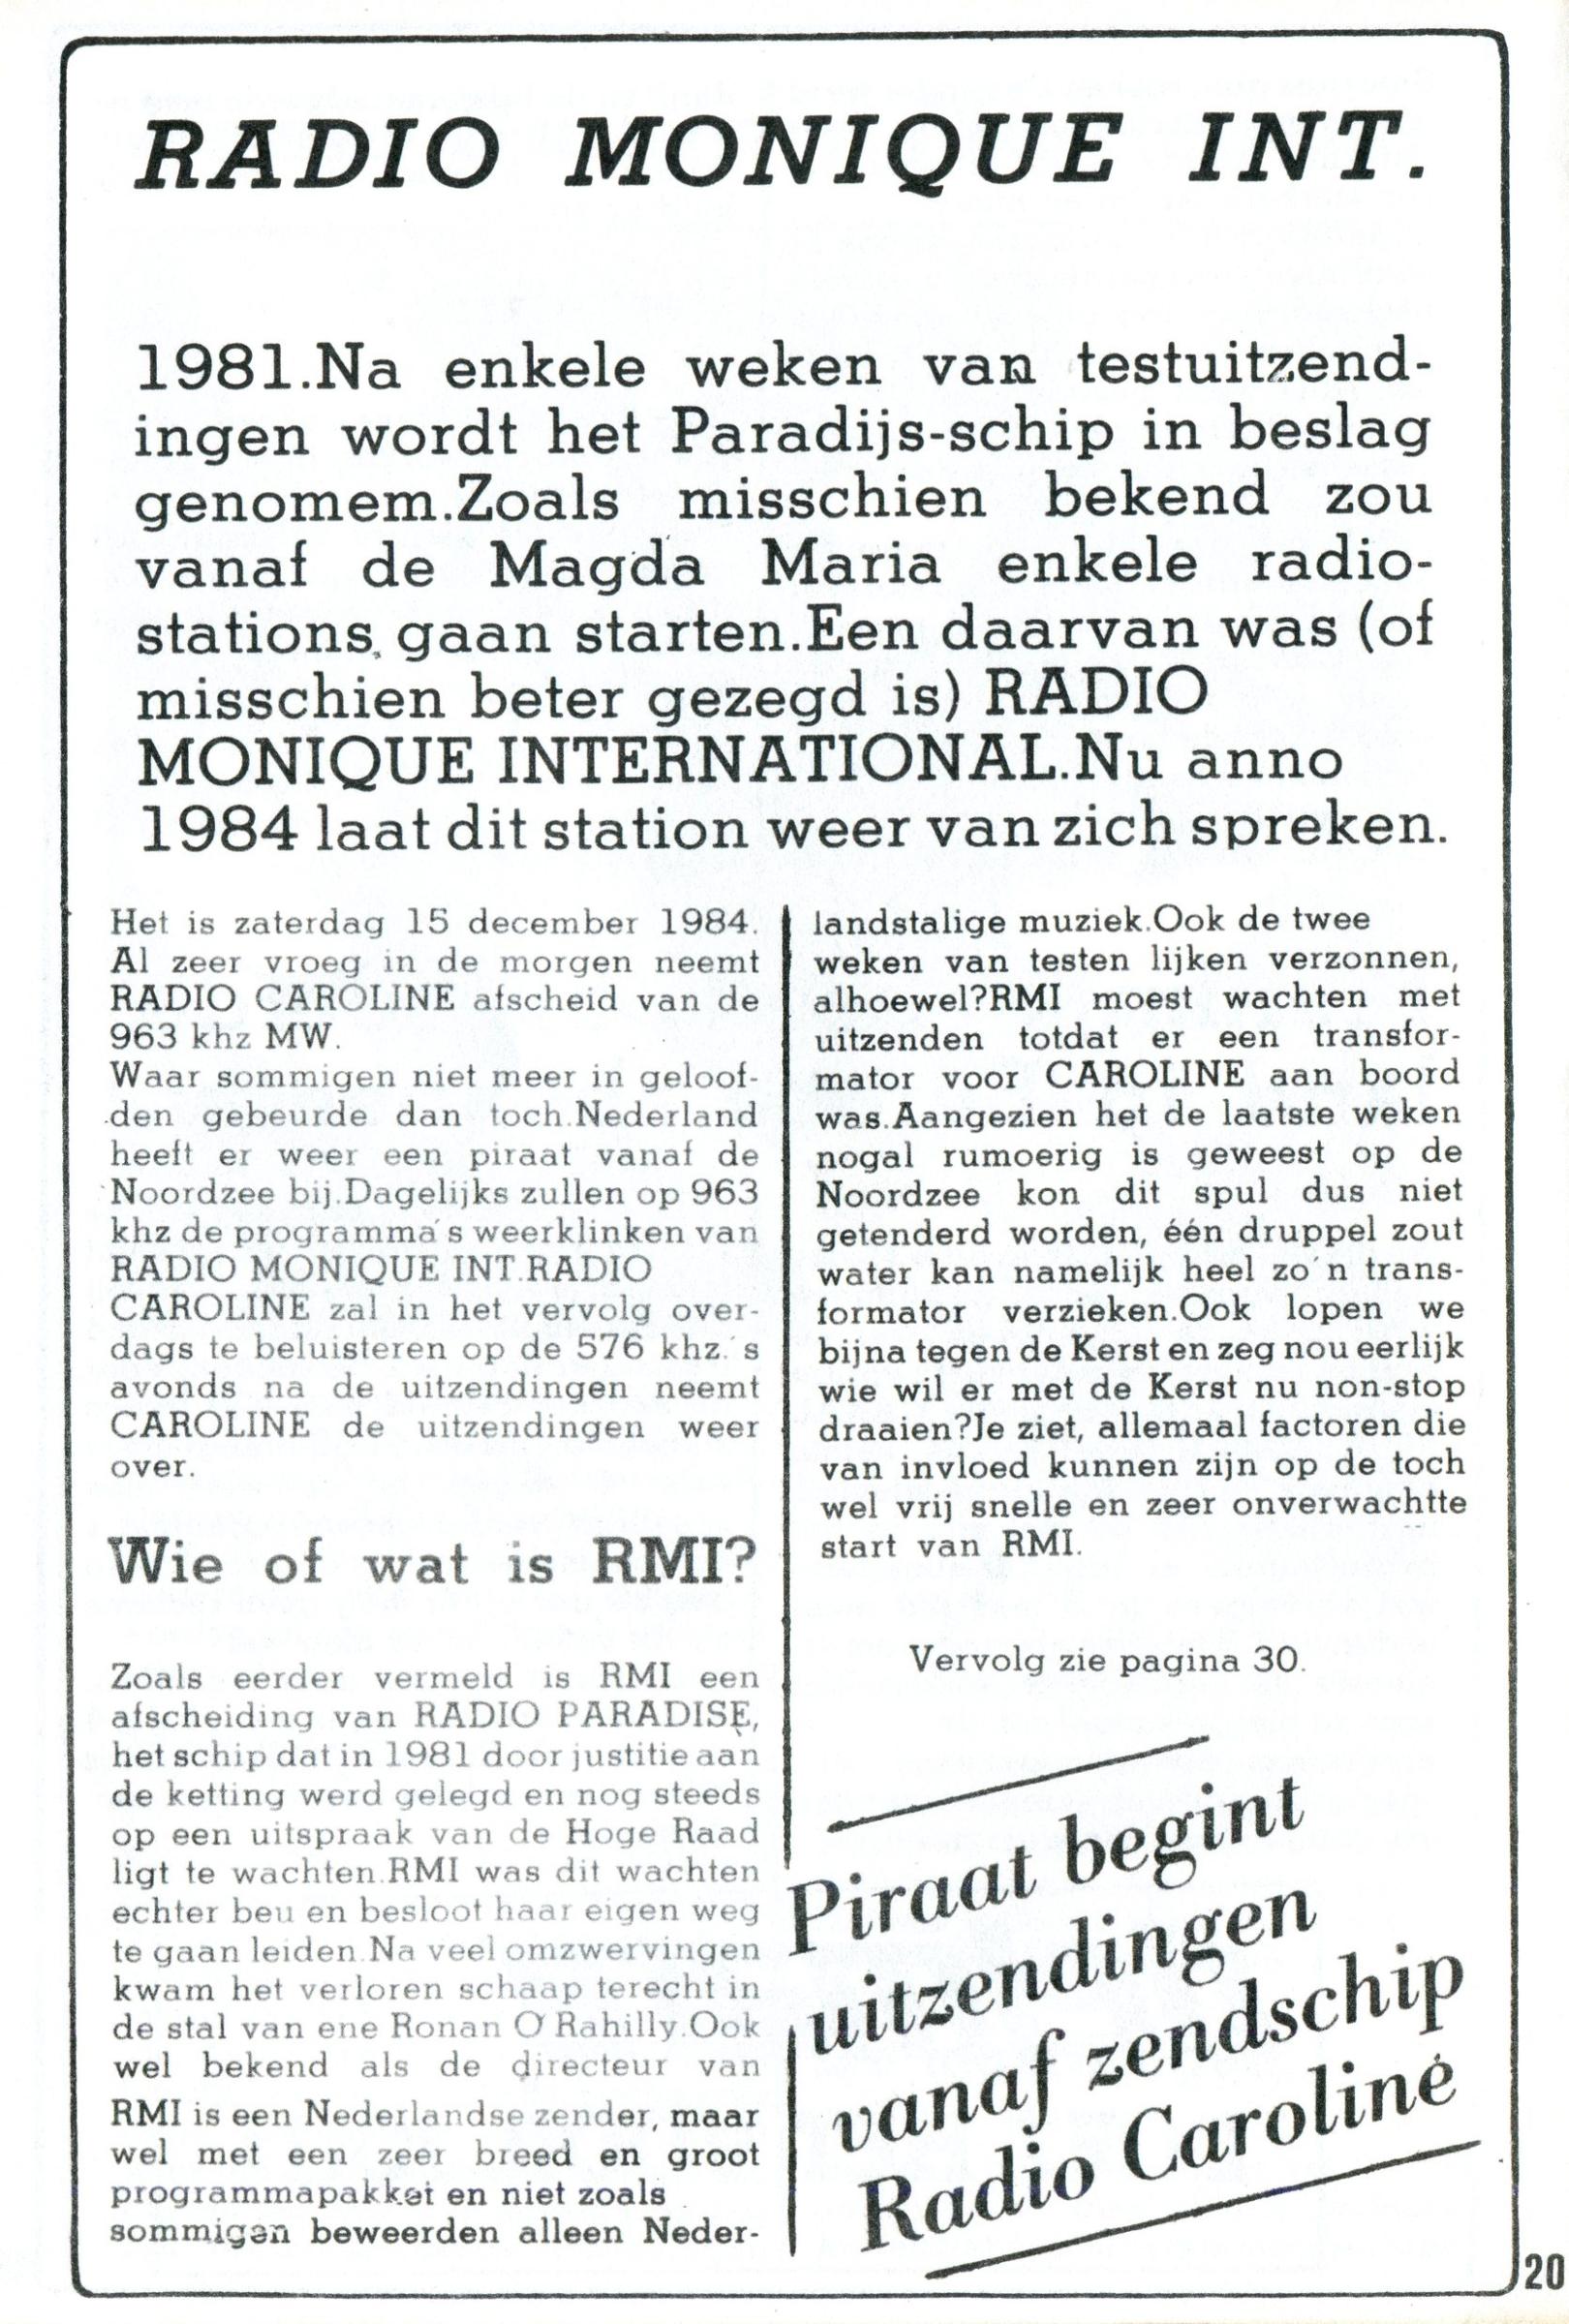 RADIO MONIQUE INT.
1981.Na enkele weken van testuitzend-
ingen wordt het Paradijs-schip in beslag
genomem.Zoals misschien bekend zou
vanaf de Magda Maria enkele radio-
stations gaan starten.Een daarvan was (of
misschien beter gezegd is) RADIO
MONIQUE INTERNATIONAL.Nu anno
1984 laat dit station weer van zich spreken.
Het is zaterdag 15 december 1984.
Al zeer vroeg in de morgen neemt
RADIO CAROLINE afscheid van de
963 khz MW.
Waar sommigen niet meer in geloof-
den gebeurde dan toch.Nederland
heeft er weer een piraat vanaf de
Noordzee bij.Dagelijks zullen op 963
khz de programma's weerklinken van
RADIO MONIQUE INT.RADIO
CAROLINE zal in het vervolg over-
dags te beluisteren op de 576 khz.'s
avonds na de uitzendingen neemt
CAROLINE de uitzendingen weer
over.
Wie of wat is RMI?
Zoals eerder vermeld is RMI een
afscheiding van RADIO PARADISE,
het schip dat in 1981 door justitie aan
de ketting werd gelegd en nog steeds
op een uitspraak van de Hoge Raad
ligt te wachten.RMI was dit wachten
echter beu en besloot haar eigen weg
te gaan leiden.Na veel omzwervingen
kwam het verloren schaap terecht in
de stal van ene Ronan O'Rahilly.Ook
wel bekend als de directeur van
RMI is een Nederlandse zender, maar
wel met een zeer breed en groot
programmapakket en niet zoals
sommigen beweerden alleen Neder-
landstalige muziek.Ook de twee
weken van testen lijken verzonnen,
alhoewel?RMI moest wachten met
uitzenden totdat er een transfor-
mator voor CAROLINE aan boord
was.Aangezien het de laatste weken
nogal rumoerig is geweest op de
Noordzee kon dit spul dus niet
getenderd worden, één druppel zout
water kan namelijk heel zo'n trans-
formator verzieken.Ook lopen we
bijna tegen de Kerst en zeg nou eerlijk
wie wil er met de Kerst nu non-stop
draaien?Je ziet, allemaal factoren die
van invloed kunnen zijn op de toch
wel vrij snelle en zeer onverwachtte
start van RMI.
Vervolg zie pagina 30.
Piraat begint
uitzendingen
vanaf zendschip
Radio Caroline
20